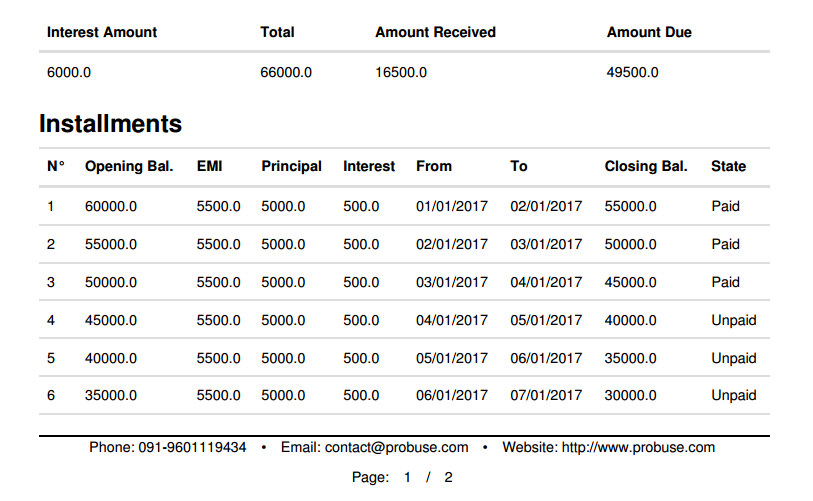 Interest Amount Total Amount Received Amount Due
6000.0 66000.0 16500.0 49500.0
Installments
N° Opening Bal. EMI Principal Interest From To Closing Bal. State
1 60000.0 5500.0 5000.0 500.0 01/01/2017 02/01/2017 55000.0 Paid
2 55000.0 5500.0 5000.0 500.0 02/01/2017 03/01/2017 50000.0 Paid
3 50000.0 5500.0 5000.0 500.0 03/01/2017 04/01/2017 45000.0 Paid
4 45000.0 5500.0 5000.0 500.0 04/01/2017 05/01/2017 40000.0 Unpaid
5 40000.0 5500.0 5000.0 500.0 05/01/2017 06/01/2017 35000.0 Unpaid
6 35000.0 5500.0 5000.0 500.0 06/01/2017 07/01/2017 30000.0 Unpaid
Phone: 091-9601119434 • Email: contact@probuse.com • Website: http://www.probuse.com
Page: 1 / 2